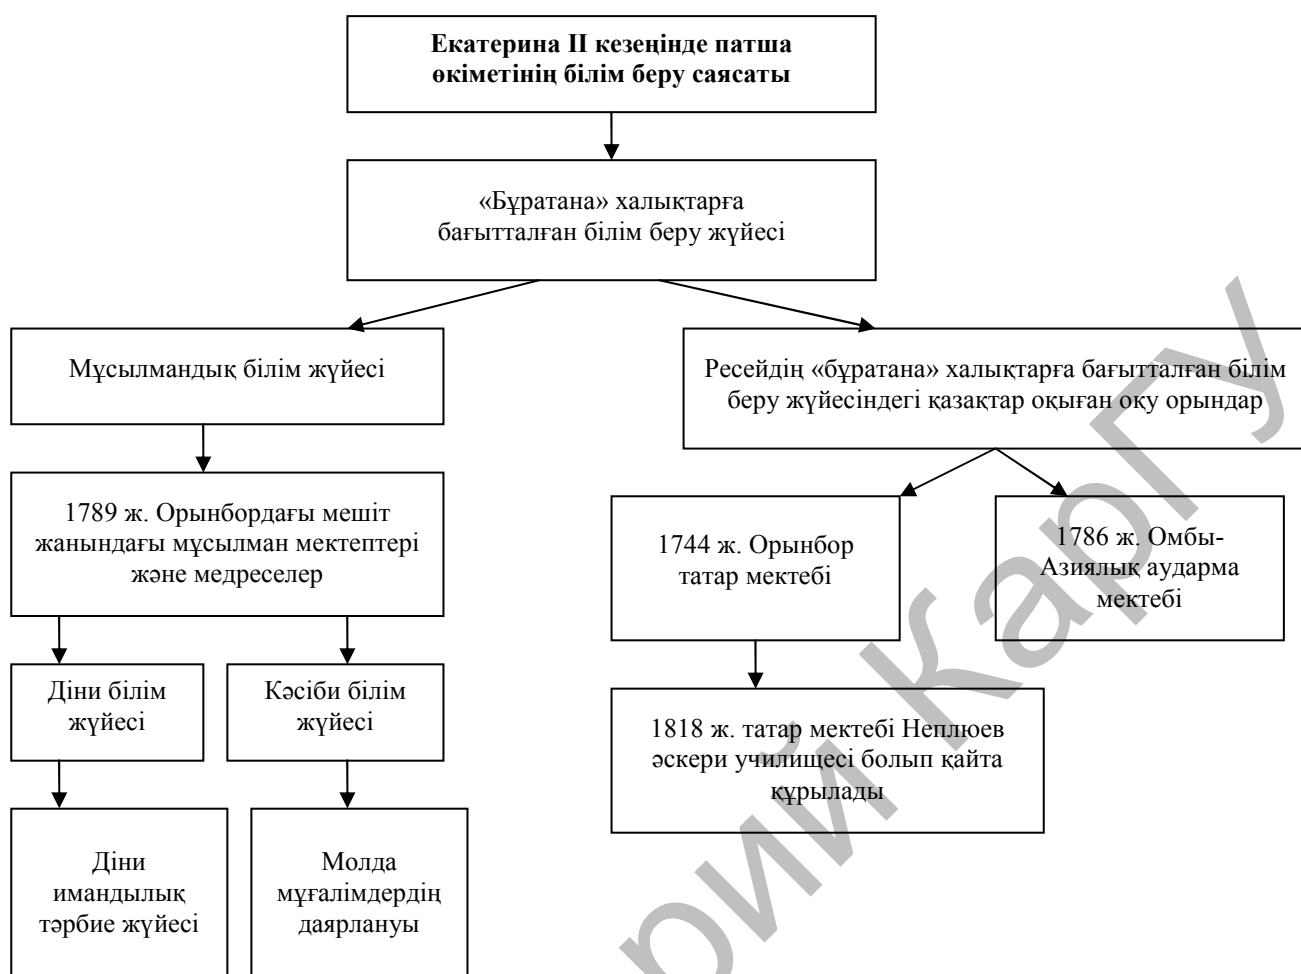 Екатерина II кезеңінде патша
өкіметінің білім беру саясаты
«Бұратана» халықтарға
бағытталған білім беру жүйесі
Мұсылмандық білім жүйесі
Ресейдің «бұратана» халықтарға бағытталған білім
беру жүйесіндегі қазақтар оқыған оқу орындар
1789 ж. Орынбордағы мешіт
жанындағы мұсылман мектептері
және медреселер
1744 ж. Орынбор
татар мектебі
1786 ж. Омбы-
Азиялық аударма
мектебі
Діни білім
жүйесі
Кәсіби білім
жүйесі
1818 ж. татар мектебі Неплюев
әскери училищесі болып қайта
құрылады
Діни
имандылық
тәрбие жүйесі
Молда
мұғалімдердің
даярлануы
рий КарГУ